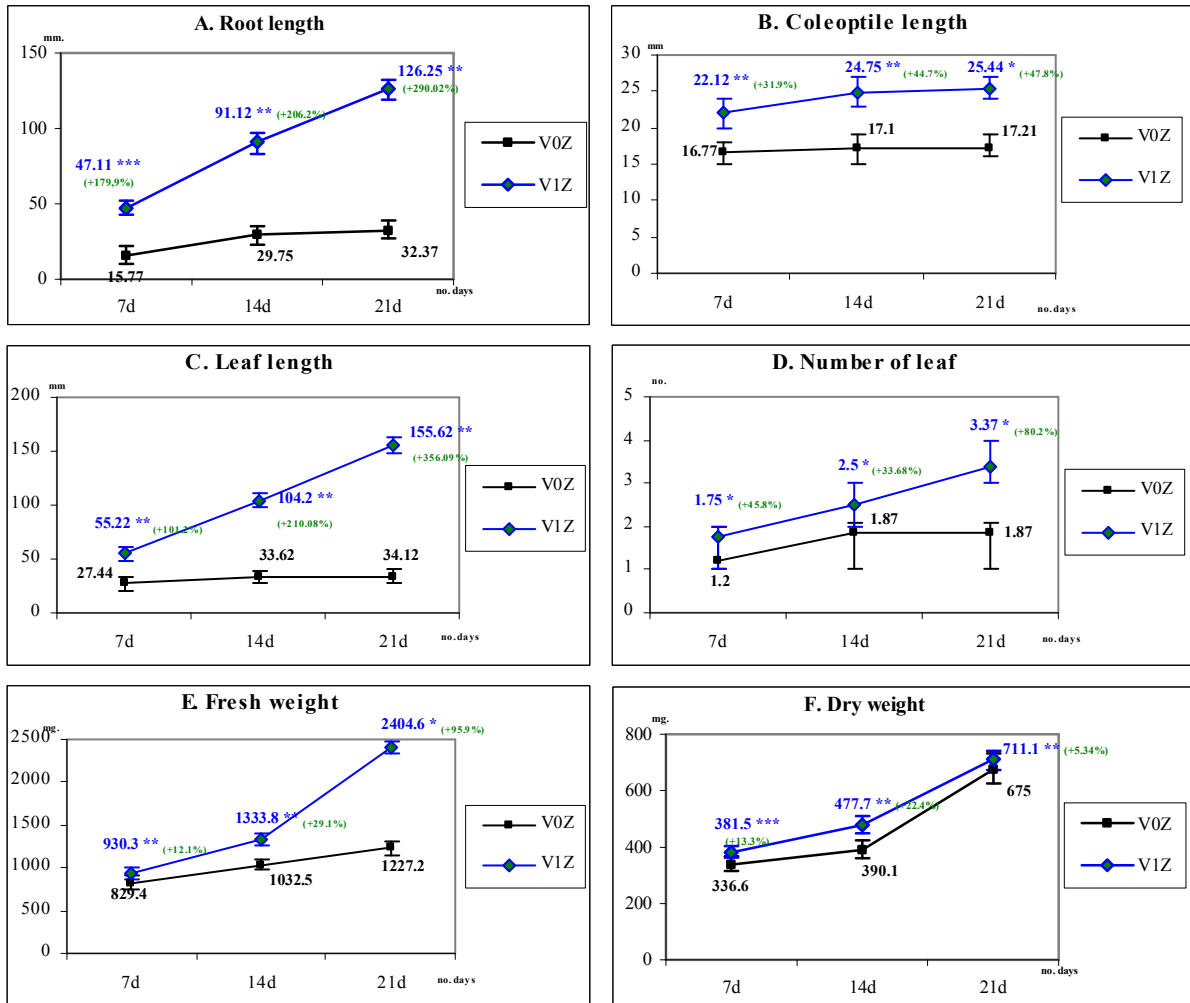 A. Root length
mm.
150
100
50
0
47.11 ***
(+179,9%)
91.12 **
(+206.2%)
126.25 **
(+290.02%)
15.77
29.75
32.37
7d
14d
21d
no. days
V0Z
V1Z
B. Coleoptile length
mm
30
25
20
15
10
5
0
22.12 **
(+31.9%)
24.75 **
(+44.7%)
25.44 *
(+47.8%)
16.77
17.1
17.21
7d
14d
21d
no. days
V0Z
V1Z
C. Leaf length
mm
200
150
100
50
0
55.22 **
(+101.2%)
104.2 **
(+210.08%)
155.62 **
(+356.09%)
27.44
33.62
34.12
7d
14d
21d
no. days
V0Z
V1Z
D. Number of leaf
no.
5
4
3
2
1
0
1.75 *
(+45.8%)
2.5 *
(+33.68%)
3.37 *
(+80.2%)
1.2
1.87
1.87
7d
14d
21d
no. days
V0Z
V1Z
E. Fresh weight
mg.
2500
2000
1500
1000
500
0
930.3 **
(+12.1%)
1333.8 **
(+29.1%)
2404.6 *
(+95.9%)
829.4
1032.5
1227.2
7d
14d
21d
no. days
V0Z
V1Z
F. Dry weight
mg.
800
600
400
200
0
381.5 ***
(+13.3%)
477.7 **
(+22.4%)
711.1 **
(+5.34%)
336.6
390.1
675
7d
14d
21d
no. days
V0Z
V1Z